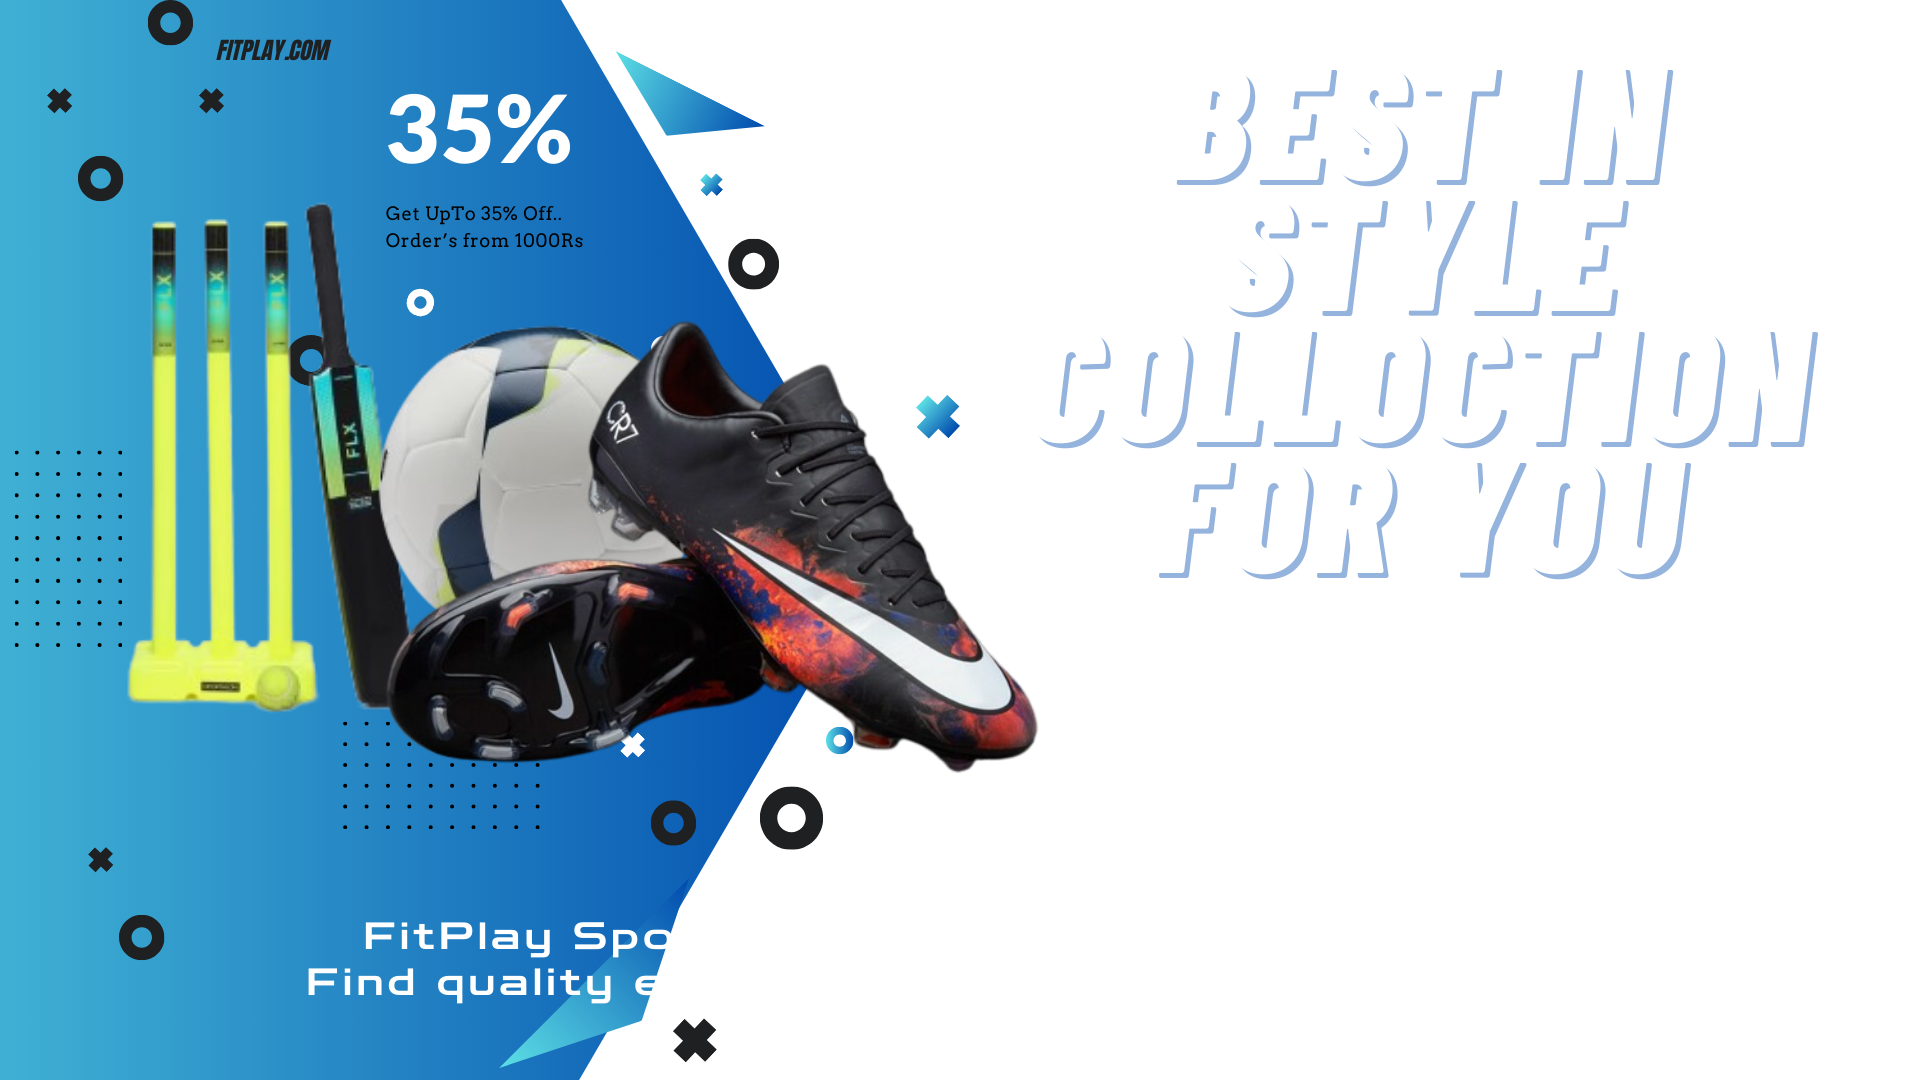 FITPLAY.COM
35%
Get UpTo 35% Off..
Order's from 1000Rs
BEST IN
STYLE
COLLOCTION
FOR YOU
FLX
FLX
FLX
FLX
CR7
FitPlay Spo
Find quality e